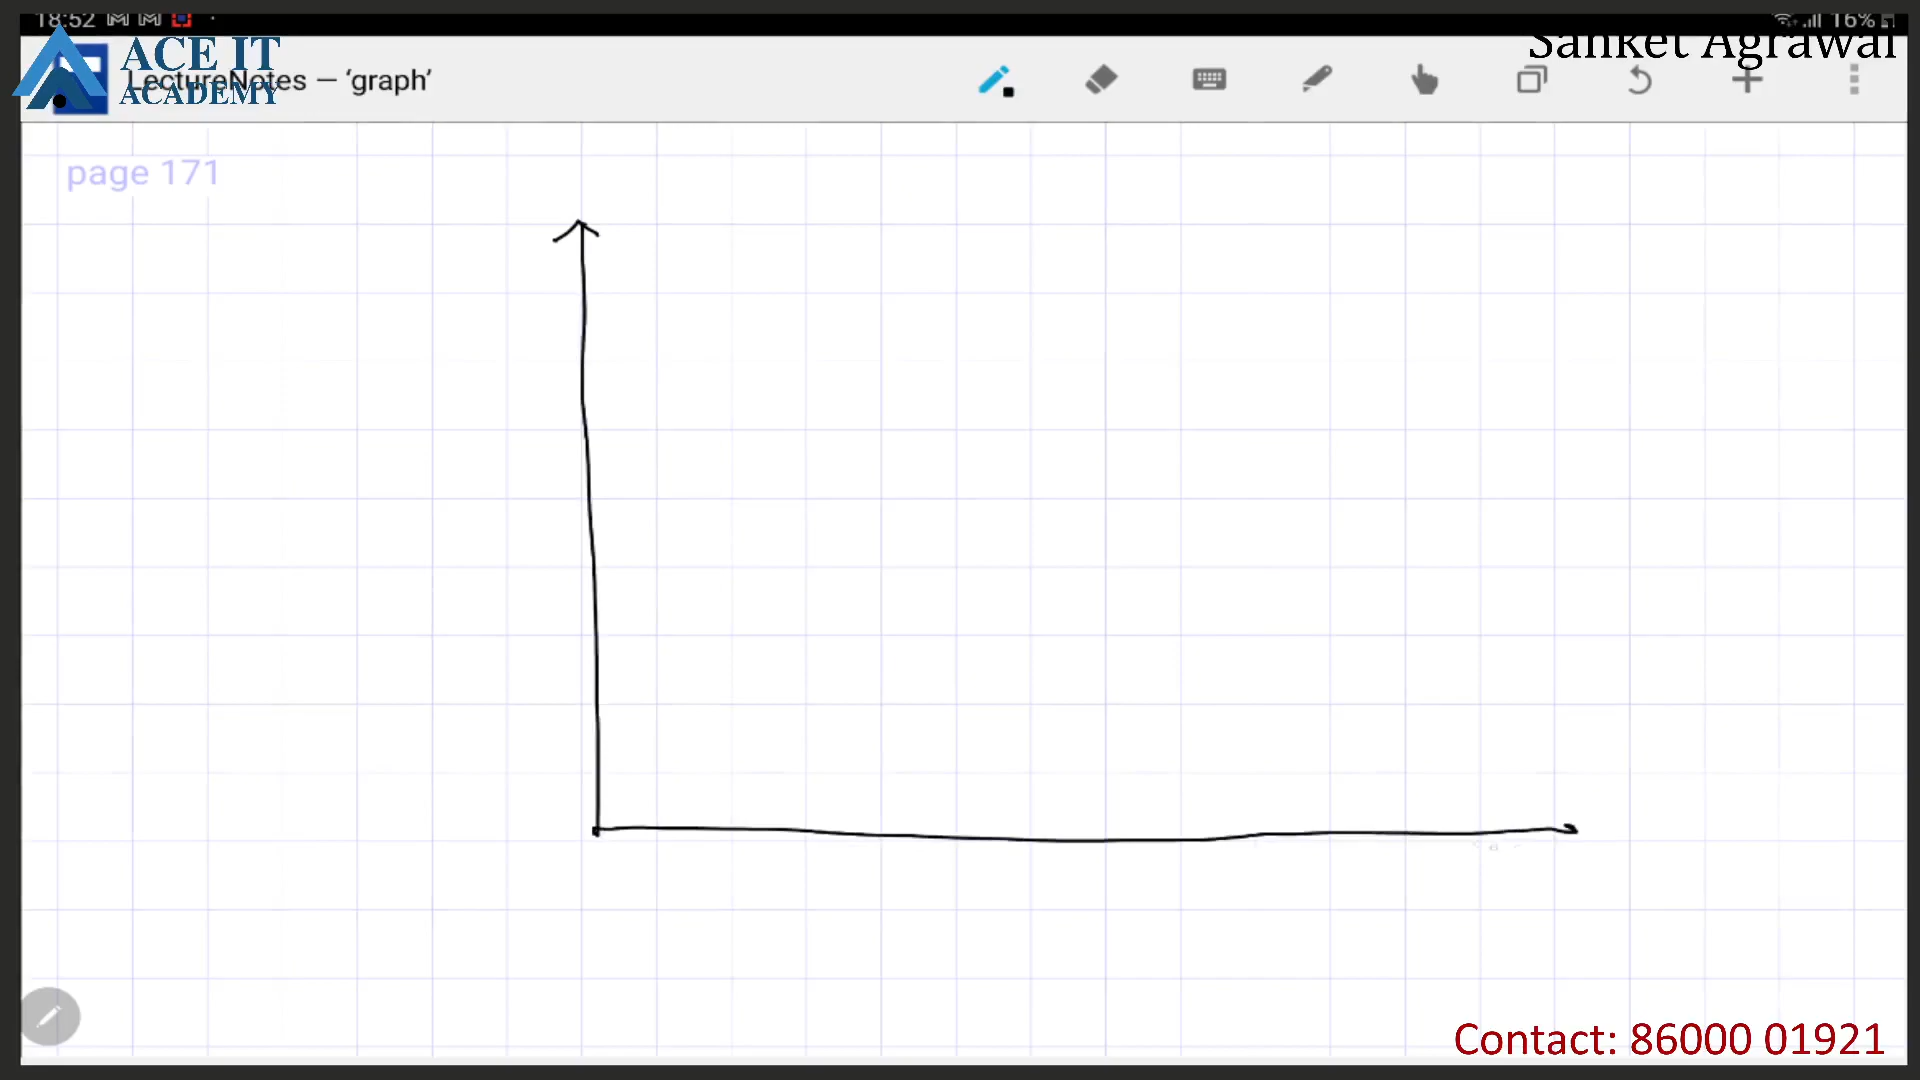 18:52
16%
Sanket Agrawal
ACE IT
ACADEMY
LectureNotes — ‘graph’
page 171
Contact: 86000 01921